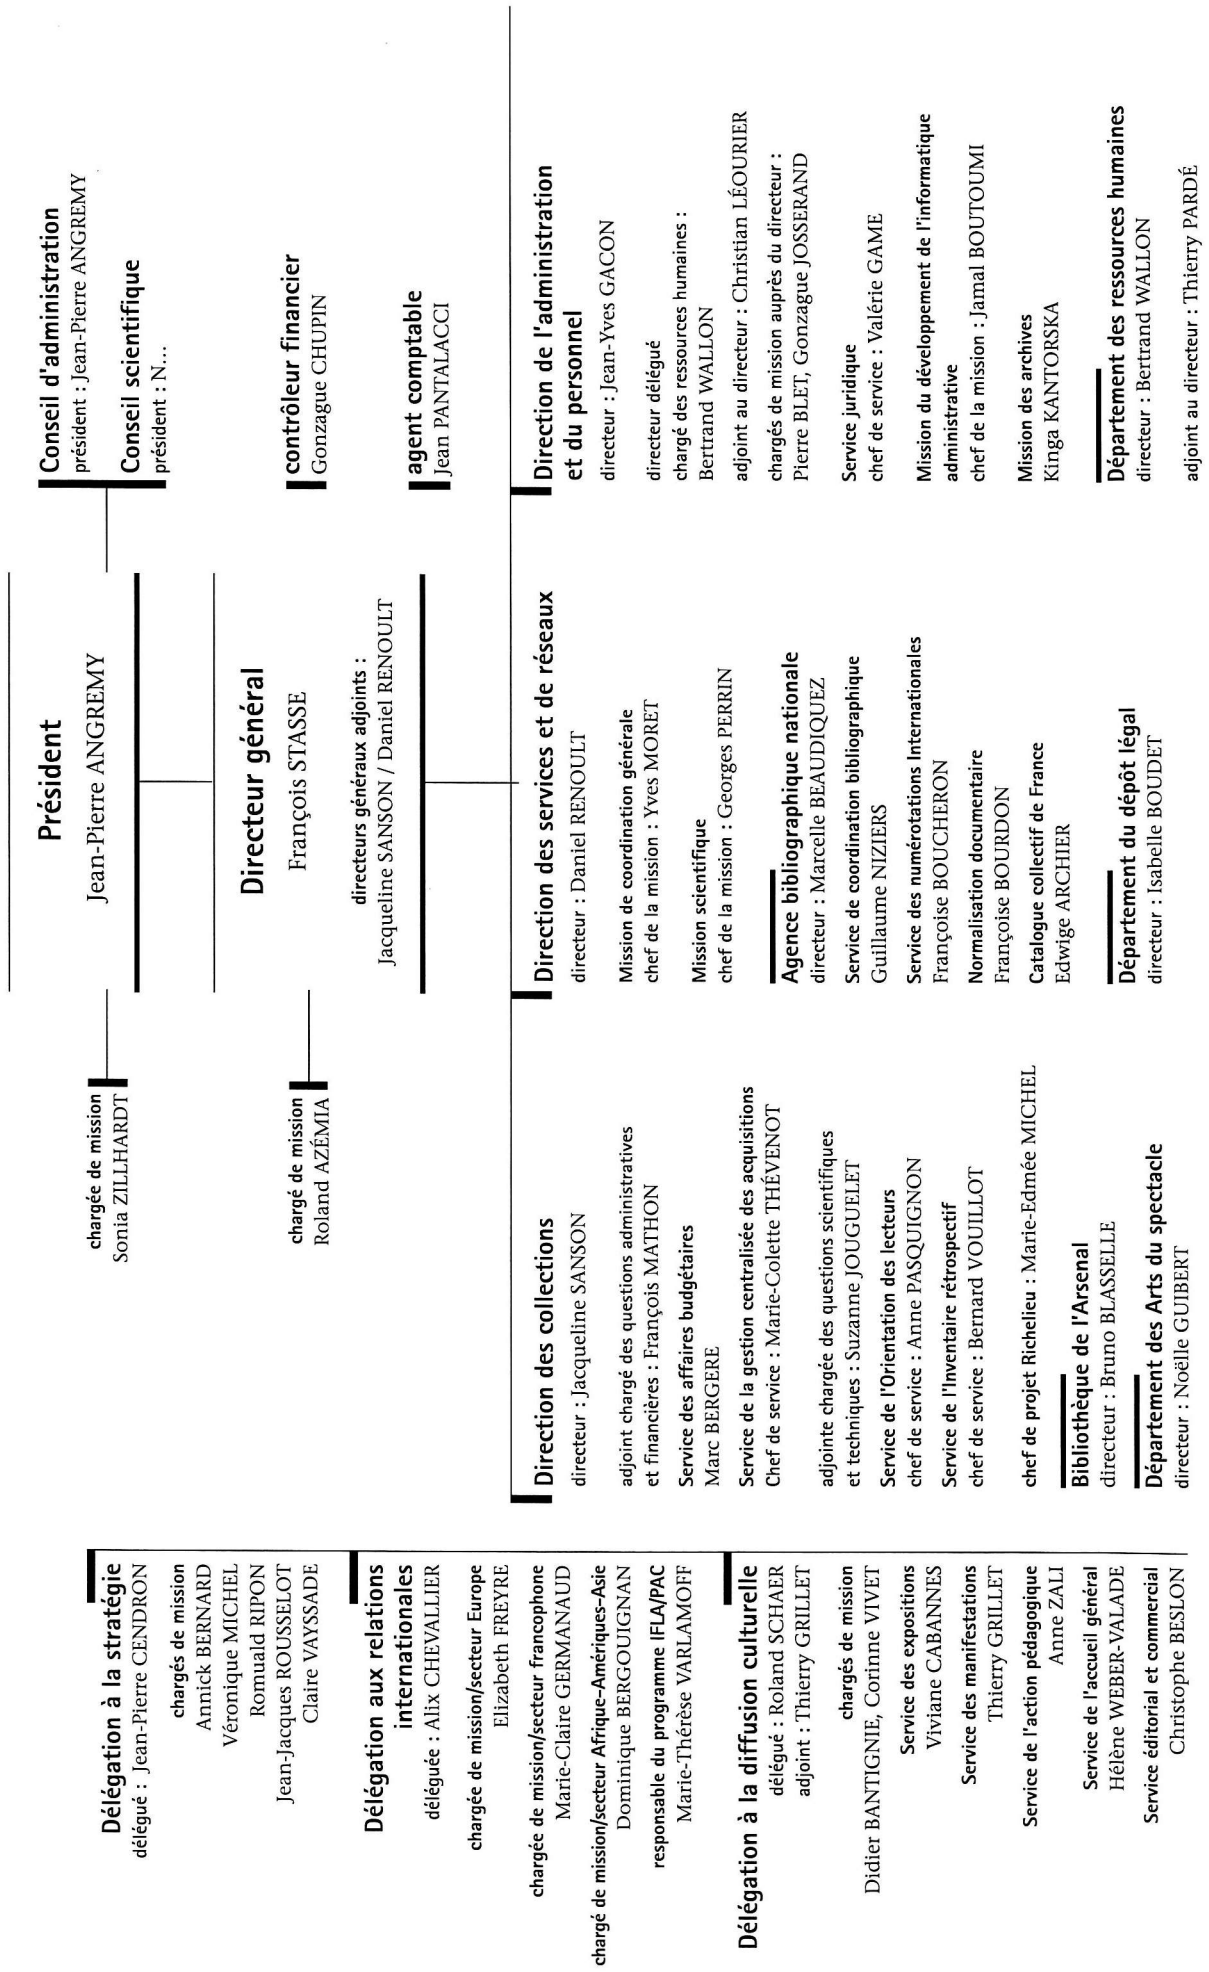 Président
Jean-Pierre ANGREMY
chargée de mission
Sonia ZILLHARDT
Conseil d'administration
président : Jean-Pierre ANGREMY
Conseil scientifique
président : N...
Directeur général
François STASSE
directeurs généraux adjoints :
Jacqueline SANSON / Daniel RENOULT
chargé de mission
Roland AZÉMIA
contrôleur financier
Gonzague CHUPIN
agent comptable
Jean PANTALACCI
Délégation à la stratégie
délégué : Jean-Pierre CENDRON
chargés de mission
Annick BERNARD
Véronique MICHEL
Romuald RIPON
Jean-Jacques ROUSSELOT
Claire VAYSSADE
Délégation aux relations
internationales
déléguée : Alix CHEVALLIER
chargée de mission/secteur Europe
Elizabeth FREYRE
chargée de mission/secteur francophone
Marie-Claire GERMANAUD
chargé de mission/secteur Afrique-Amériques-Asie
Dominique BERGOUIGNAN
responsable du programme IFLA/PAC
Marie-Thérèse VARLAMOFF
Délégation à la diffusion culturelle
délégué : Roland SCHAER
adjoint : Thierry GRILLET
chargés de mission
Didier BANTIGNIE, Corinne VIVET
Service des expositions
Viviane CABANNES
Service des manifestations
Thierry GRILLET
Service de l'action pédagogique
Anne ZALI
Service de l'accueil général
Hélène WEBER-VALADE
Service éditorial et commercial
Christophe BESLON
Direction des collections
directeur : Jacqueline SANSON
adjoint chargé des questions administratives
et financières : François MATHON
Service des affaires budgétaires
Marc BERGERE
Service de la gestion centralisée des acquisitions
Chef de service : Marie-Colette THÉVENOT
adjointe chargée des questions scientifiques
et techniques : Suzanne JOUGUELET
Service de l'Orientation des lecteurs
chef de service : Anne PASQUIGNON
Service de l'Inventaire rétrospectif
chef de service : Bernard VOUILLOT
chef de projet Richelieu : Marie-Edmée MICHEL
Bibliothèque de l'Arsenal
directeur : Bruno BLASSELLE
Département des Arts du spectacle
directeur : Noëlle GUIBERT
Direction des services et de réseaux
directeur : Daniel RENOULT
Mission de coordination générale
chef de la mission : Yves MORET
Mission scientifique
chef de la mission : Georges PERRIN
Agence bibliographique nationale
directeur : Marcelle BEAUDIQUEZ
Service de coordination bibliographique
Guillaume NIZIERS
Service des numérotations Internationales
Françoise BOUCHERON
Normalisation documentaire
Françoise BOURDON
Catalogue collectif de France
Edwige ARCHIER
Département du dépôt légal
directeur : Isabelle BOUDET
Direction de l'administration
et du personnel
directeur : Jean-Yves GACON
directeur délégué
chargé des ressources humaines :
Bertrand WALLON
adjoint au directeur : Christian LÉOURIER
chargés de mission auprès du directeur :
Pierre BLET, Gonzague JOSSERAND
Service juridique
chef de service : Valérie GAME
Mission du développement de l'informatique
administrative
chef de la mission : Jamal BOUTOUMI
Mission des archives
Kinga KANTORSKA
Département des ressources humaines
directeur : Bertrand WALLON
adjoint au directeur : Thierry PARDÉ